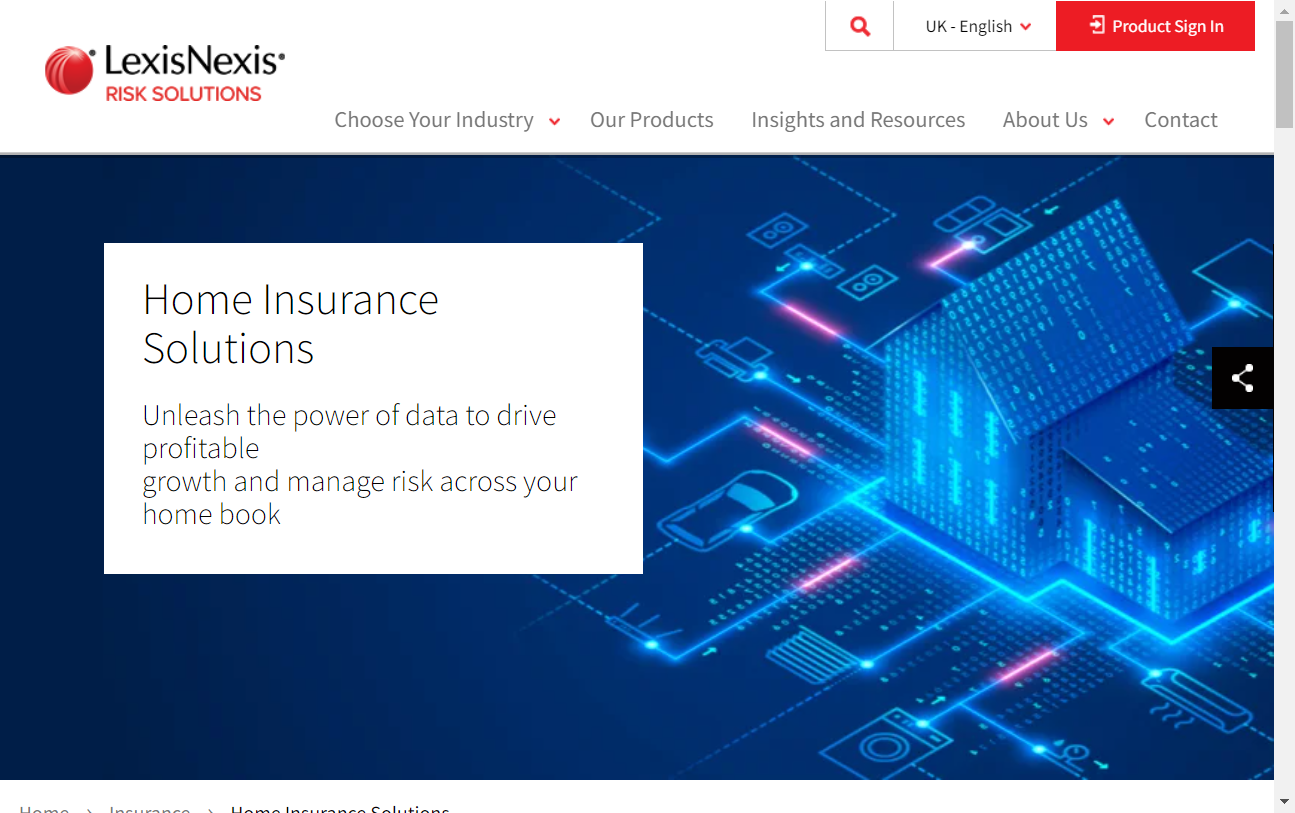 UK - English
Product Sign In
LexisNexis
RISK SOLUTIONS
Choose Your Industry
Our Products
Insights and Resources
About Us
Contact
Home Insurance
Solutions
Unleash the power of data to drive
profitable
growth and manage risk across your
home book
Home > Insurance > Home Insurance Solutions